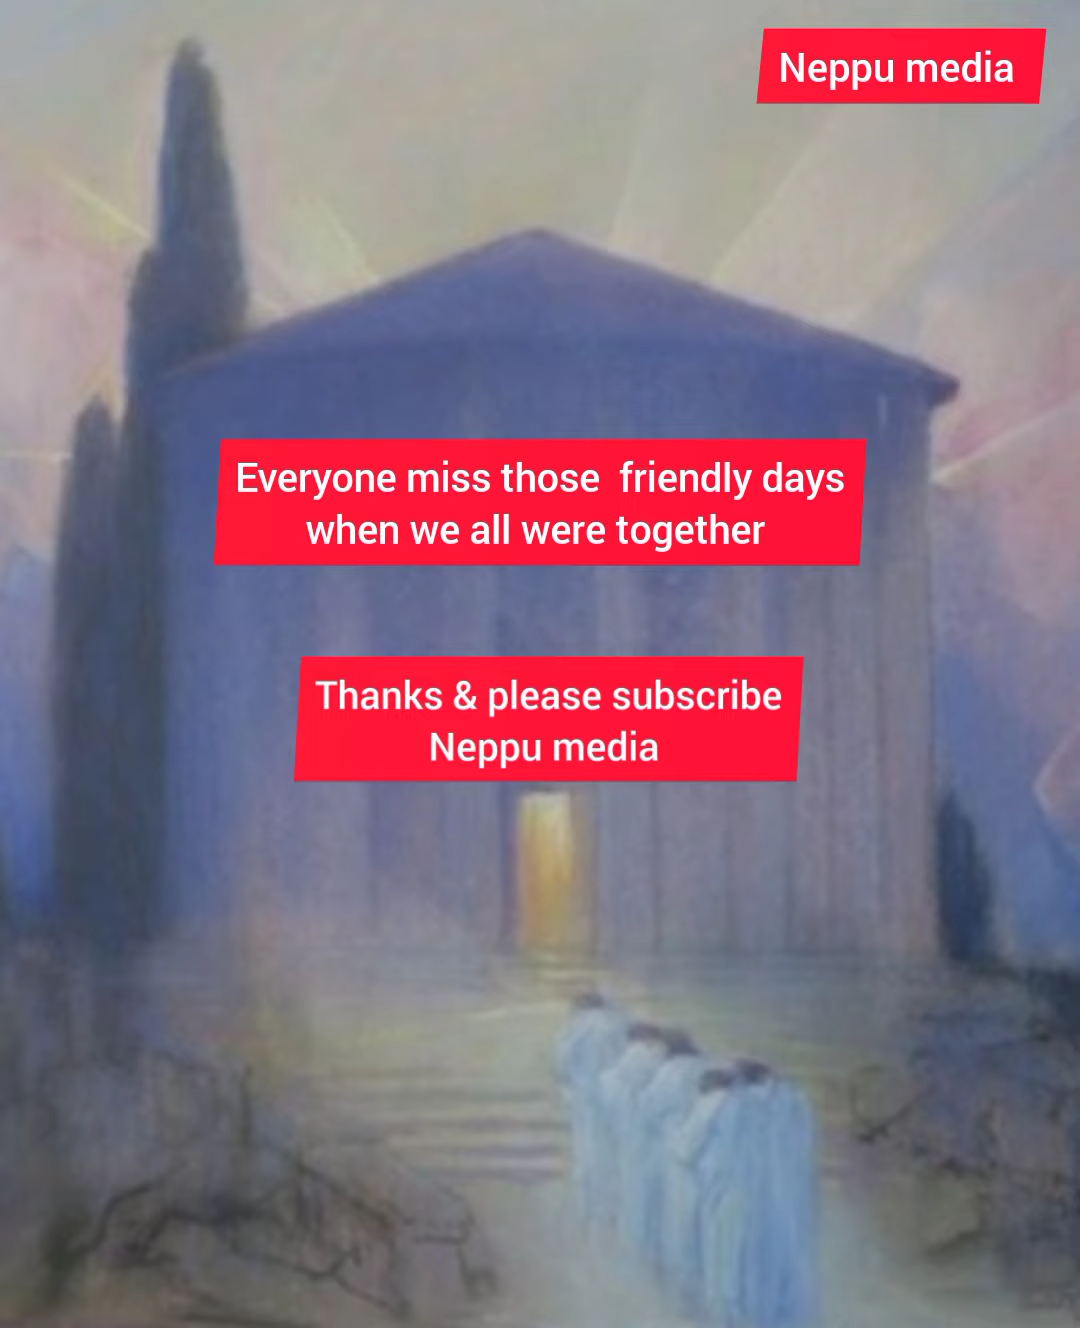 Neppu media
Everyone miss those  friendly days
when we all were together
Thanks & please subscribe
Neppu media